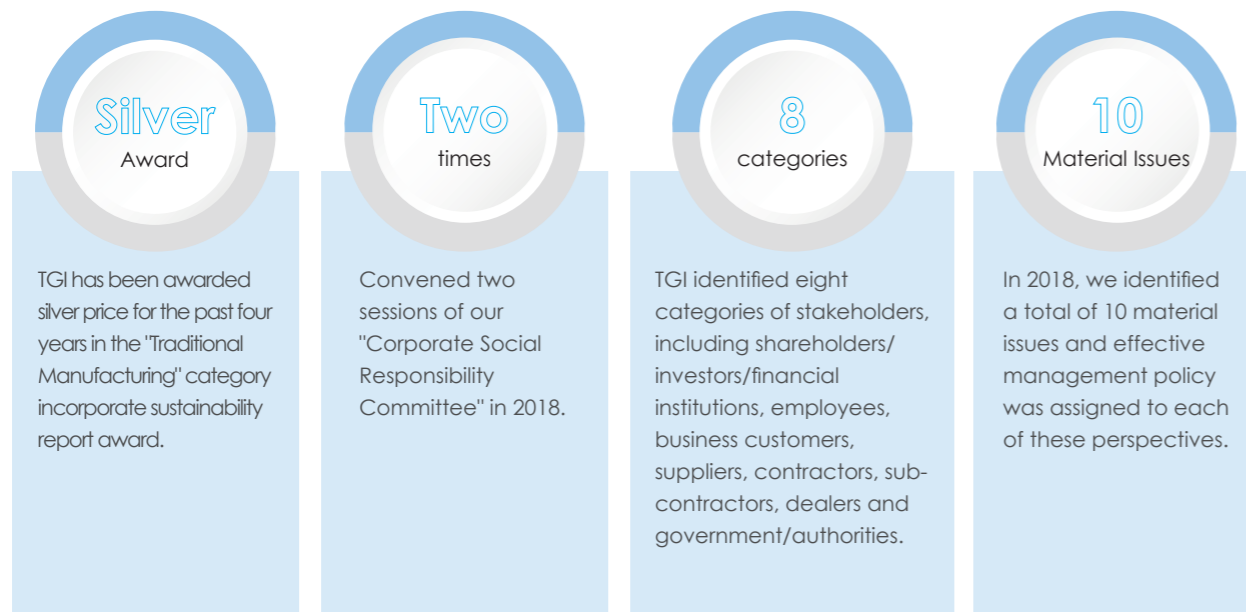 Silver
Award
TGI has been awarded
silver price for the past four
years in the "Traditional
Manufacturing" category
incorporate sustainability
report award.
Two
times
Convened two
sessions of our
"Corporate Social
Responsibility
Committee" in 2018.
8
categories
TGI identified eight
categories of stakeholders,
including shareholders/
investors/financial
institutions, employees,
business customers,
suppliers, contractors, sub-
contractors, dealers and
government/authorities.
10
Material Issues
In 2018, we identified
a total of 10 material
issues and effective
management policy
was assigned to each
of these perspectives.